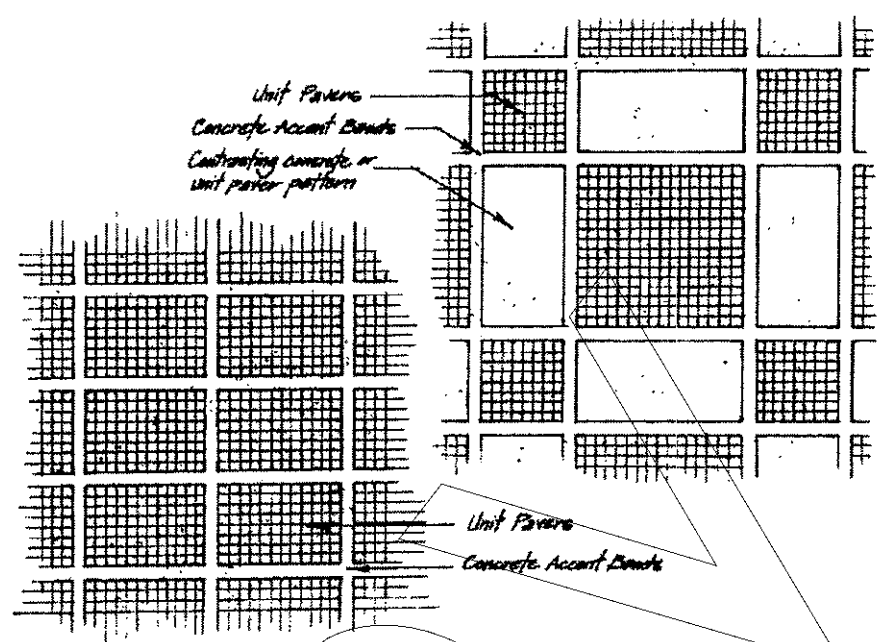 Unit Pavers
Concrete Accent Bands
Contrasting concrete or
unit paver pattern
Unit Pavers
Concrete Accent Bands